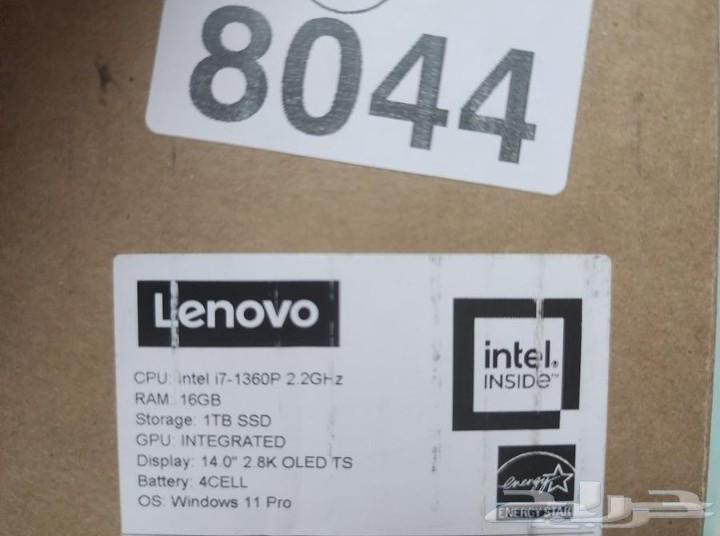 8044
Lenovo
CPU: Intel i7-1360P 2.2GHz
RAM: 16GB
Storage: 1TB SSD
GPU: INTEGRATED
Display: 14.0" 2.8K OLED TS
Battery: 4CELL
OS: Windows 11 Pro
intel.
INSIDE™
energy
ENERGY STAR
حراج